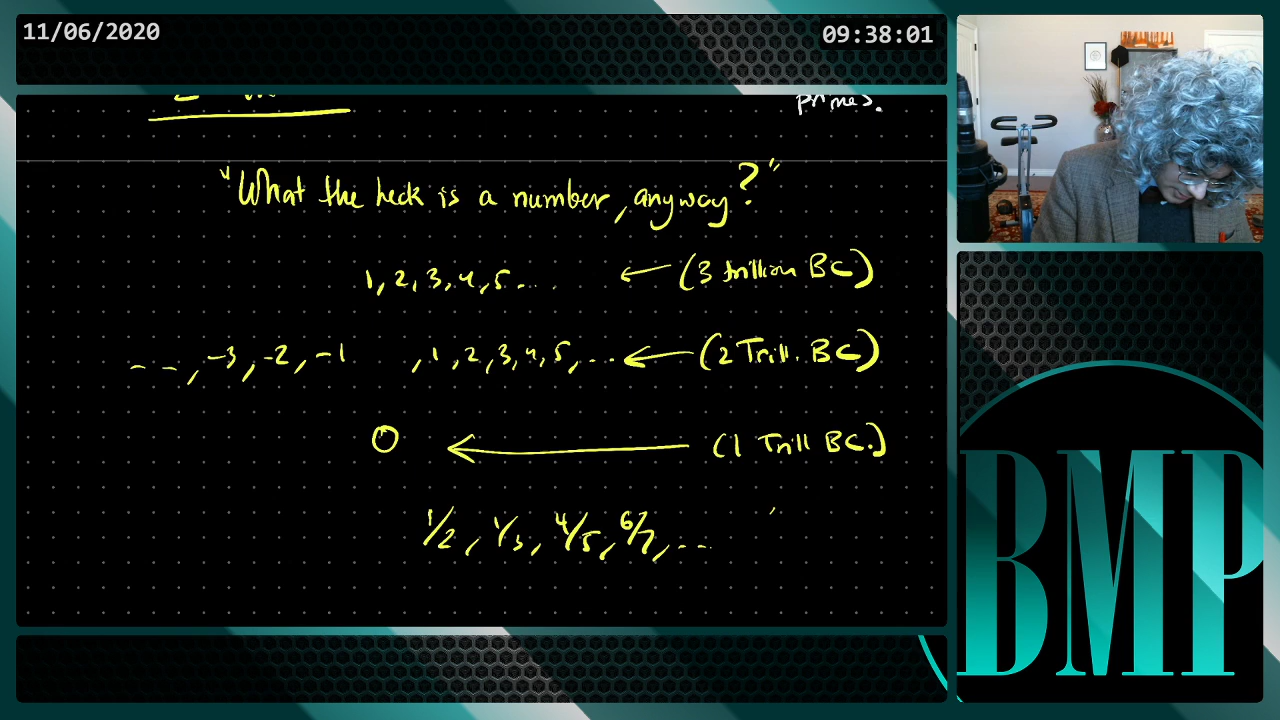 11/06/2020
09:38:01
primes.
"What the heck is a number, anyway?"
1, 2, 3, 4, 5... ← (3 trillion BC)
--, -3, -2, -1 , 1, 2, 3, 4, 5, ... ← (2 Trill. BC)
0 ← (1 Trill BC.)
1/2, 1/3, 4/5, 6/7, ...
BMP